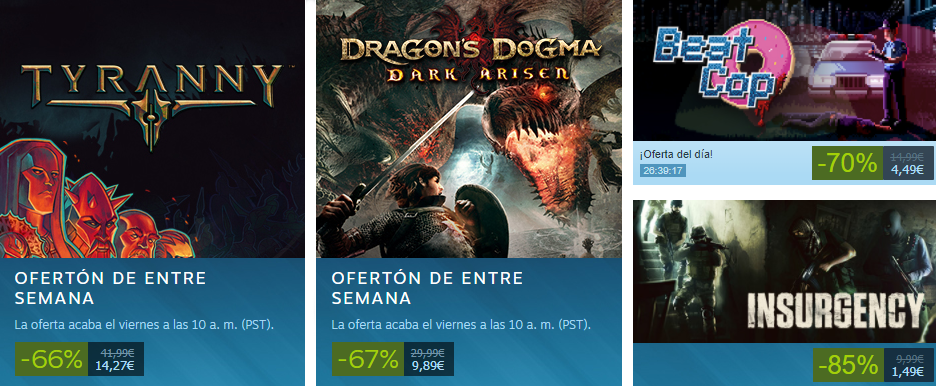 TYRANNY
OFERTÓN DE ENTRE
SEMANA
La oferta acaba el viernes a las 10 a. m. (PST).
-66%
41,99€
14,27€
DRAGON'S DOGMA
DARK ARISEN
OFERTÓN DE ENTRE
SEMANA
La oferta acaba el viernes a las 10 a. m. (PST).
-67%
29,99€
9,89€
Beat
Cop
¡Oferta del día!
26:39:17
-70%
14,99€
4,49€
INSURGENCY
-85%
9,99€
1,49€